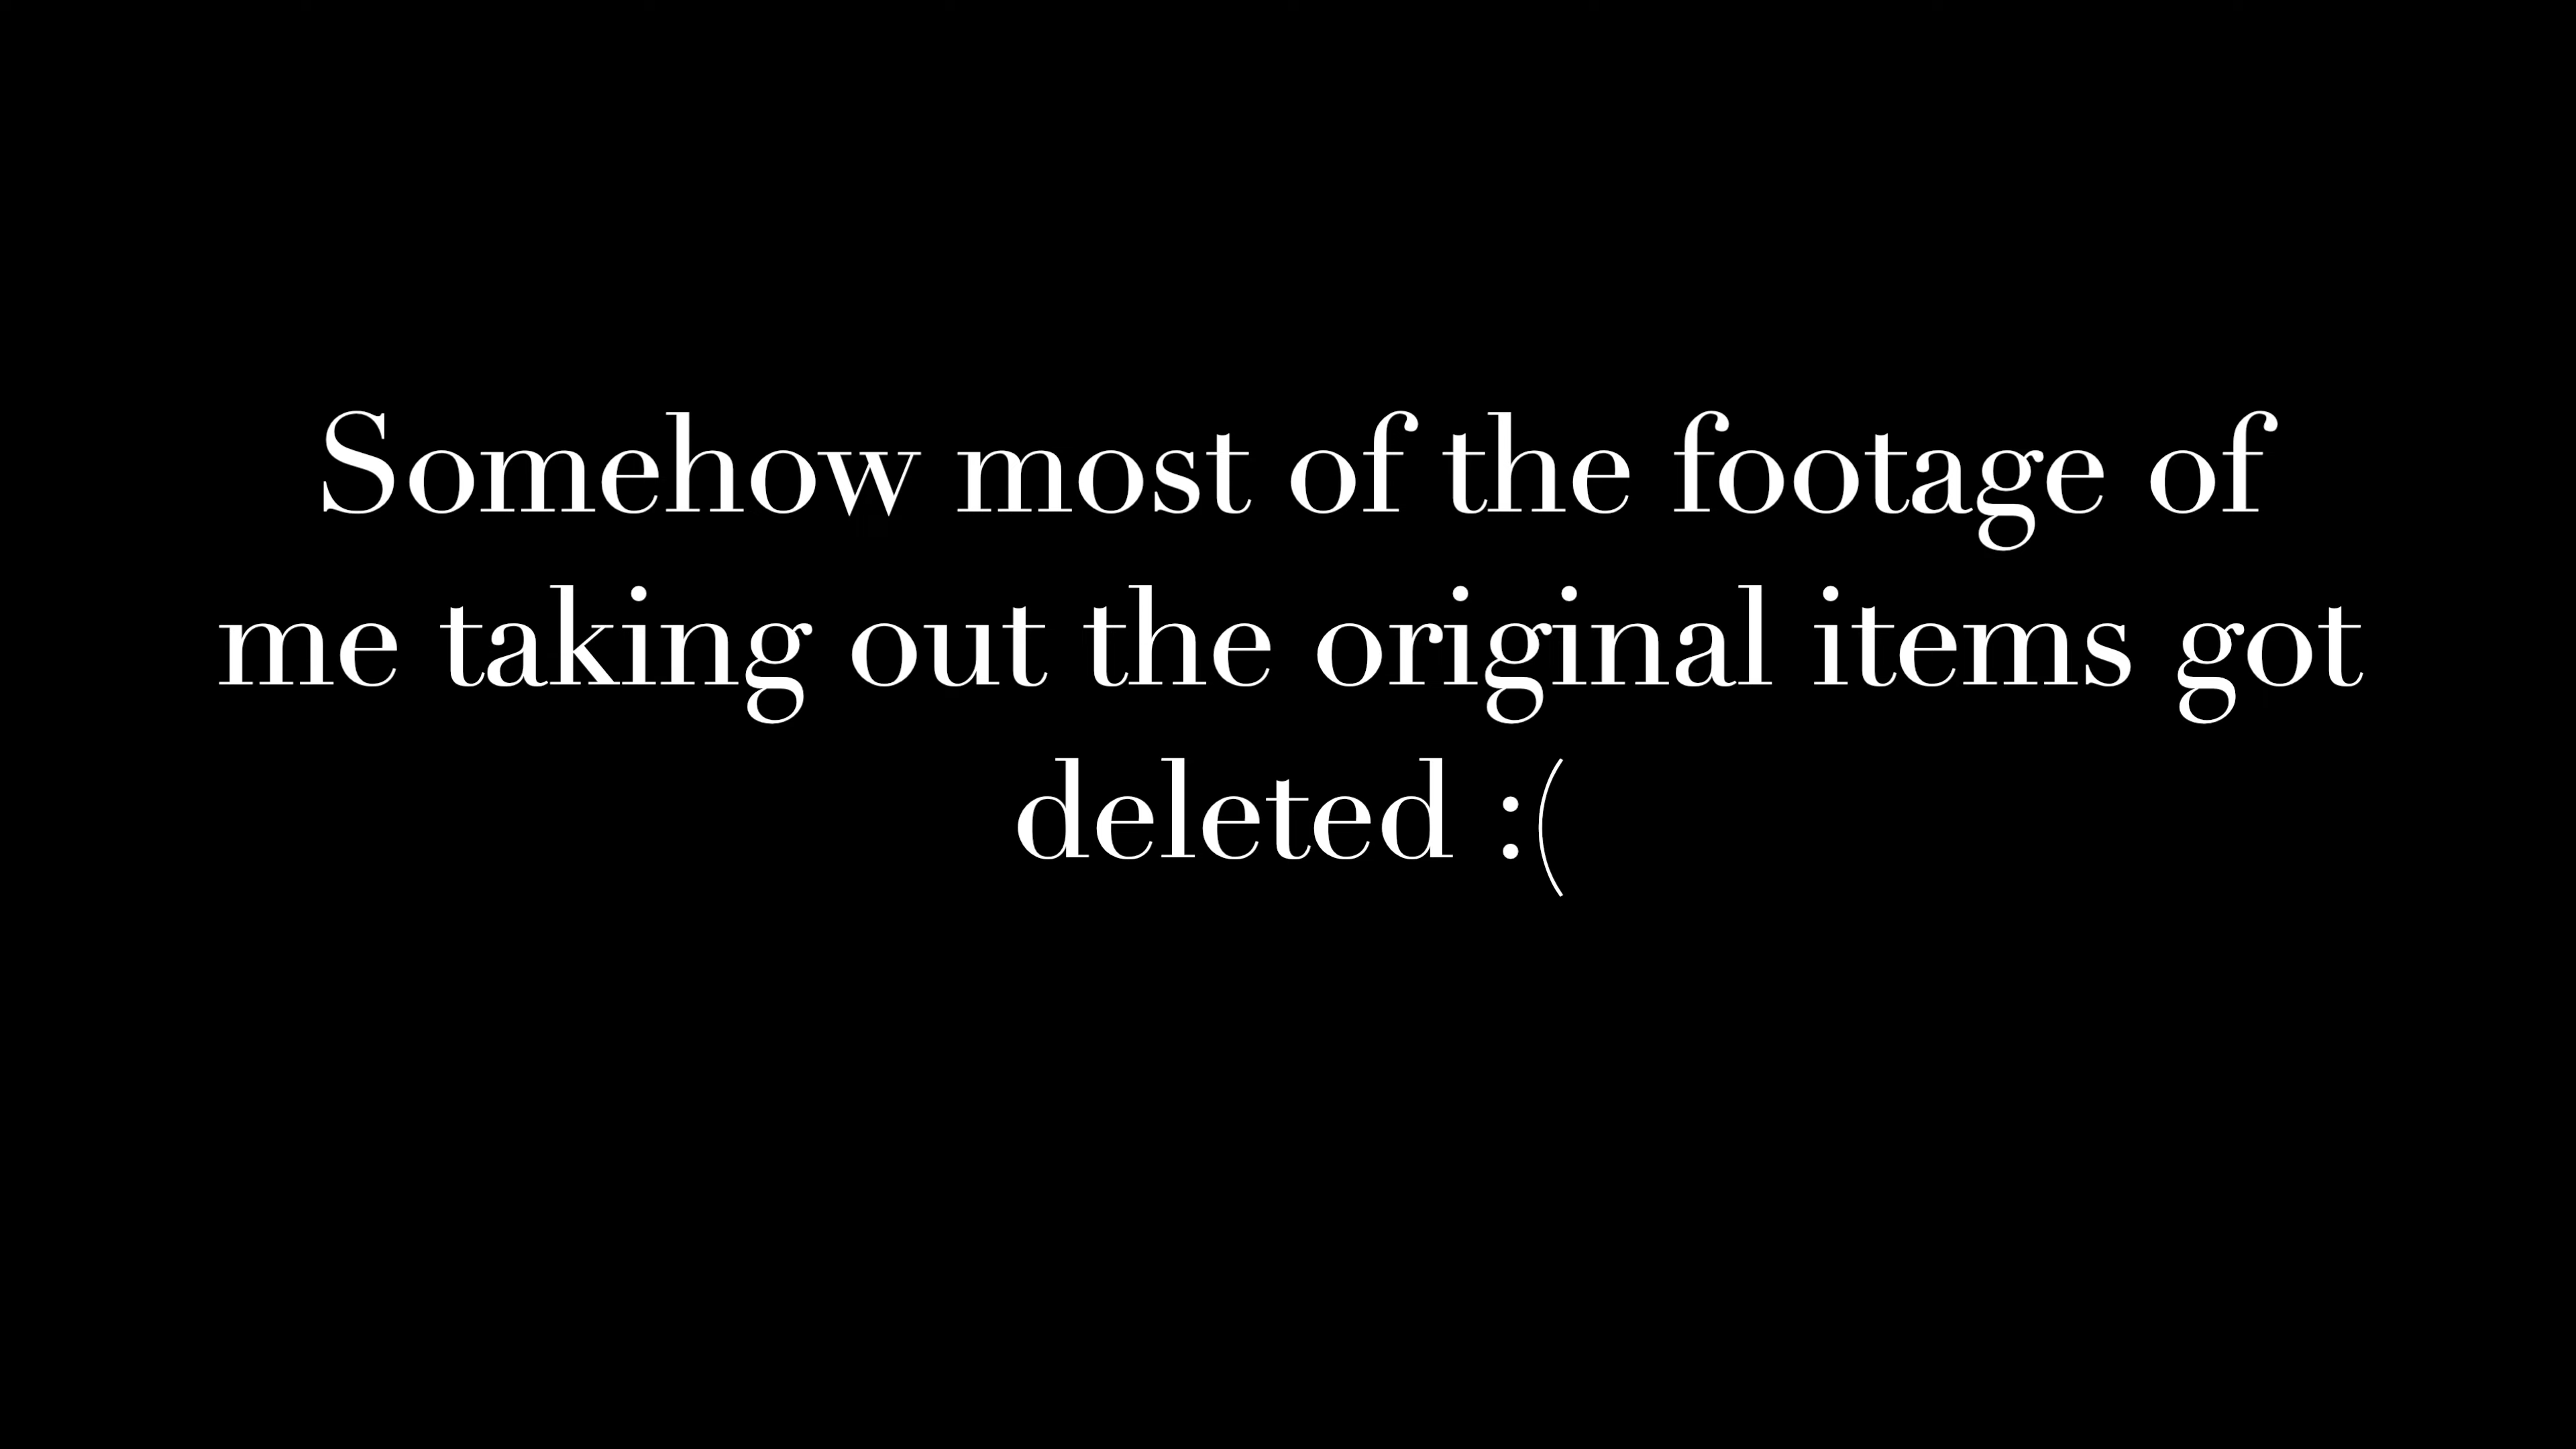 Somehow most of the footage of
me taking out the original items got
deleted :(